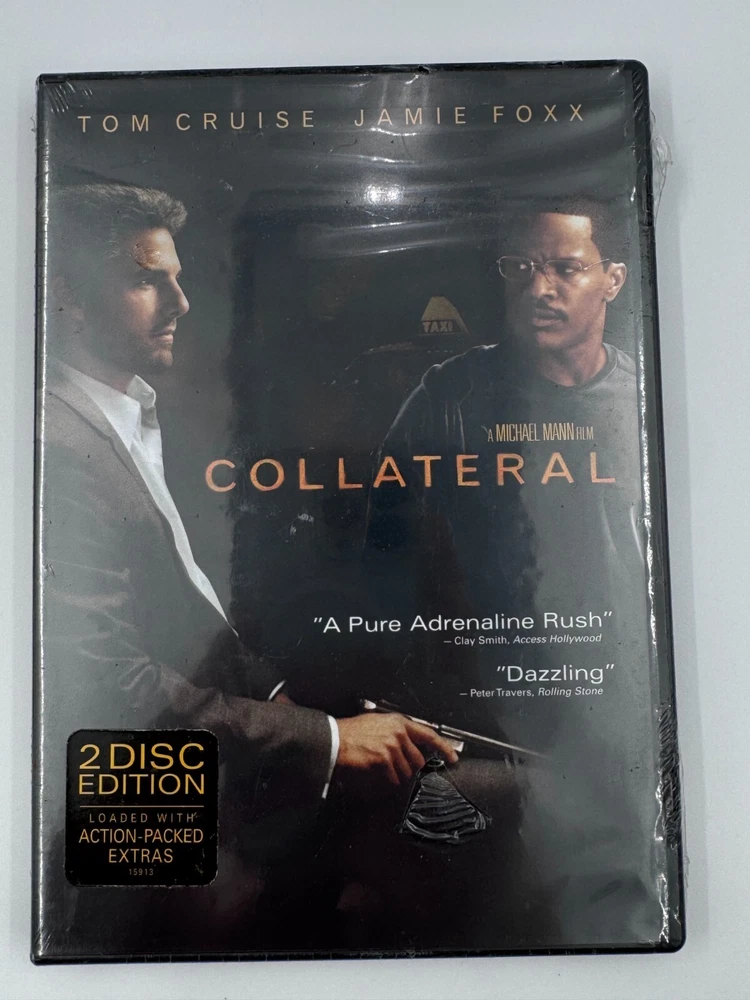 TOM CRUISE JAMIE FOXX
TAXI
A MICHAEL MANN FILM
COLLATERAL
"A Pure Adrenaline Rush"
– Clay Smith, Access Hollywood
"Dazzling"
– Peter Travers, Rolling Stone
2 DISC
EDITION
LOADED WITH
ACTION-PACKED
EXTRAS
15913